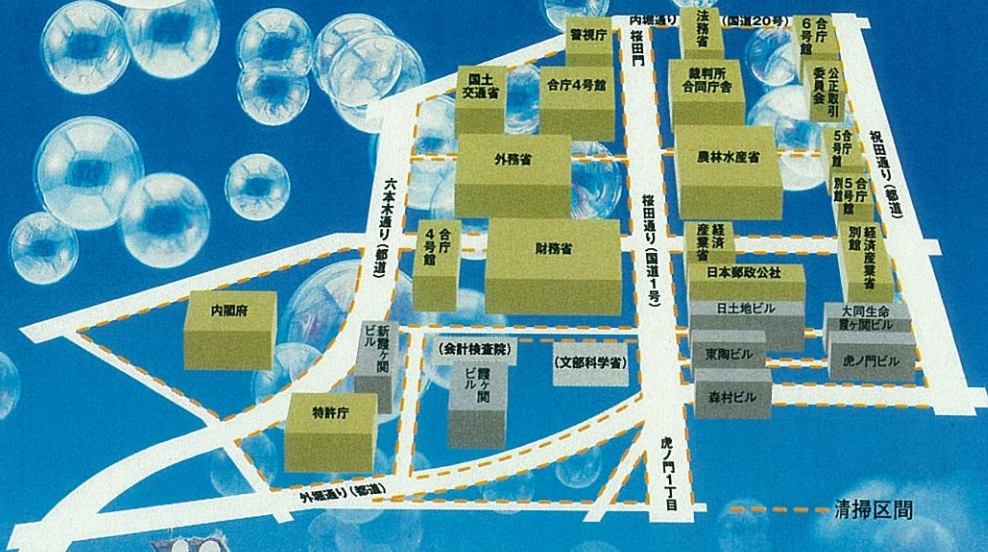 内堀通り
(国道20号)
警視庁
桜田門
法務省
合庁
6号館
国土
交通省
合庁4号館
裁判所
合同庁舎
公正取引
委員会
外務省
農林水産省
合庁
5号館
合庁
5号館
別館
祝田通り(都道)
六本木通り(都道)
桜田通り(国道1号)
合庁
4号館
財務省
経済
産業省
経済産業省
別館
日本郵政公社
内閣府
日土地ビル
大同生命
霞ヶ関ビル
新霞ヶ関
ビル
(会計検査院)
霞ヶ関
ビル
(文部科学省)
東陶ビル
虎ノ門ビル
森村ビル
特許庁
外堀通り(都道)
虎ノ門1丁目
清掃区間